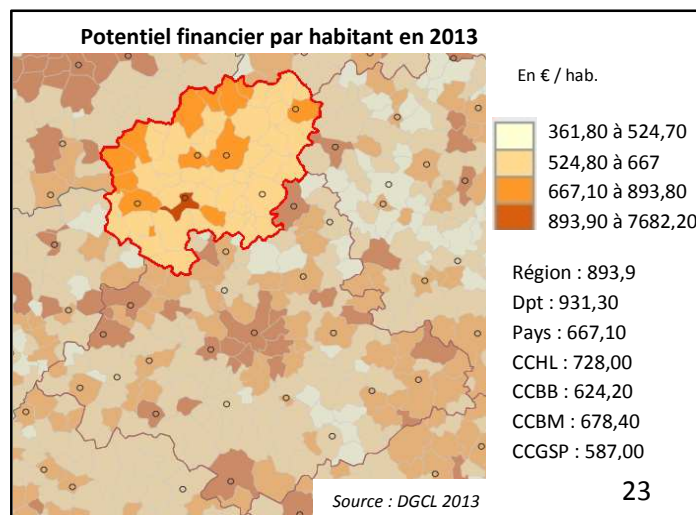 Potentiel financier par habitant en 2013
En € / hab.
361,80 à 524,70
524,80 à 667
667,10 à 893,80
893,90 à 7682,20
Région : 893,9
Dpt : 931,30
Pays : 667,10
CCHL : 728,00
CCBB : 624,20
CCBM : 678,40
CCGSP : 587,00
Source : DGCL 2013
23